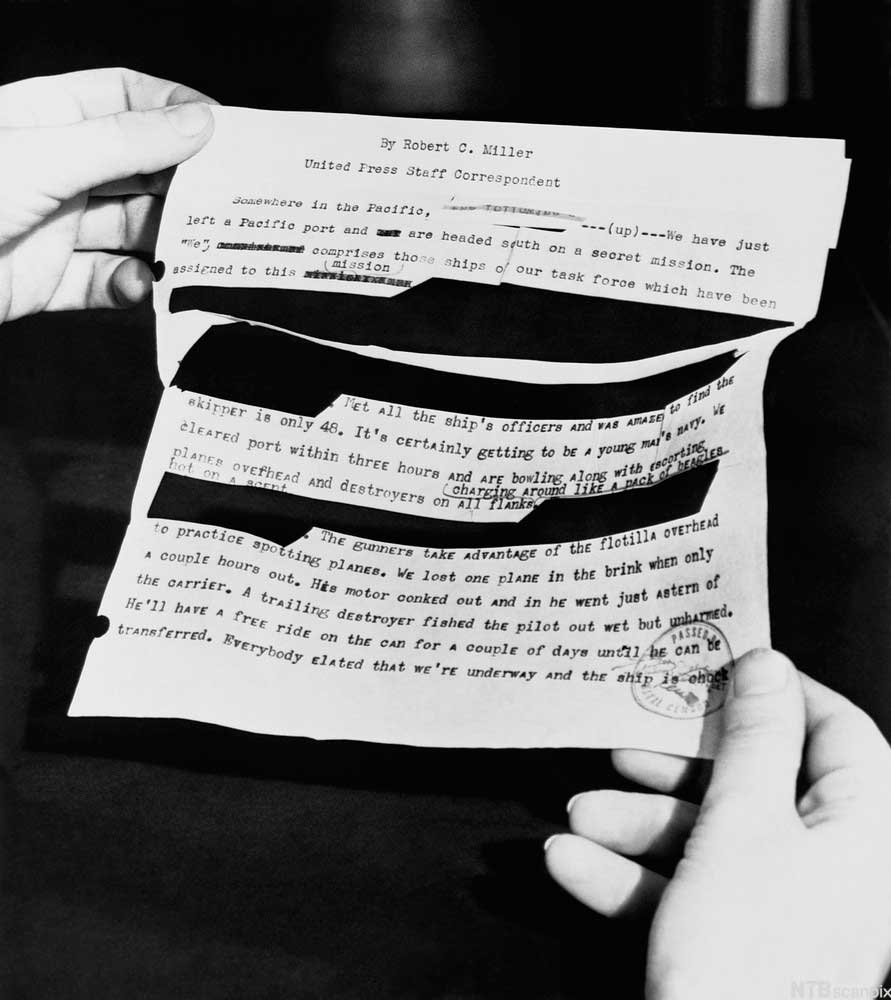 By Robert C. Miller
United Press Staff Correspondent
Somewhere in the Pacific, ---(up)---We have just
left a Pacific port and are headed south on a secret mission. The
"We" comprises those ships of our task force which have been
mission
assigned to this
. Met all the ship's officers and was amazed to find the
skipper is only 48. It's certainly getting to be a young man's navy. We
cleared port within three hours and are bowling along with escorting
planes overhead and destroyers on all flanks.
charging around like a pack of beagles
hot on a scent
. The gunners take advantage of the flotilla overhead
to practice spotting planes. We lost one plane in the brink when only
a couple hours out. His motor conked out and in he went just astern of
the carrier. A trailing destroyer fished the pilot out wet but unharmed.
He'll have a free ride on the can for a couple of days until he can be
transferred. Everybody elated that we're underway and the ship is chock
PASSED BY
CENSOR
NTB scanpix